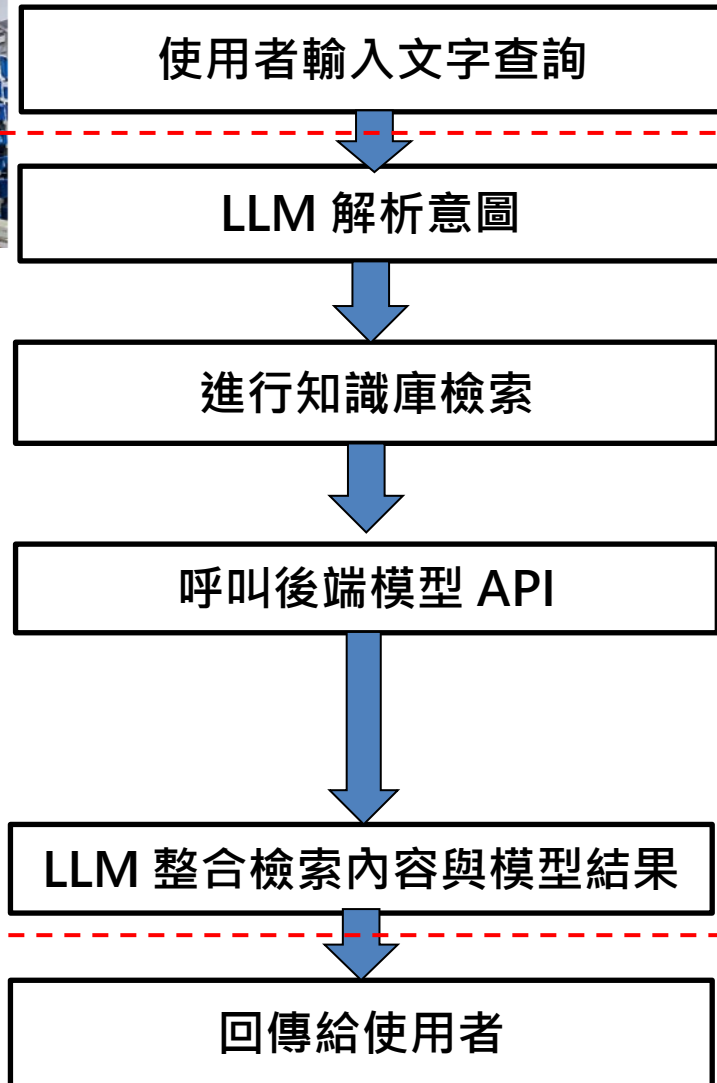 使用者輸入文字查詢
LLM 解析意圖
進行知識庫檢索
呼叫後端模型 API
LLM 整合檢索內容與模型結果
回傳給使用者